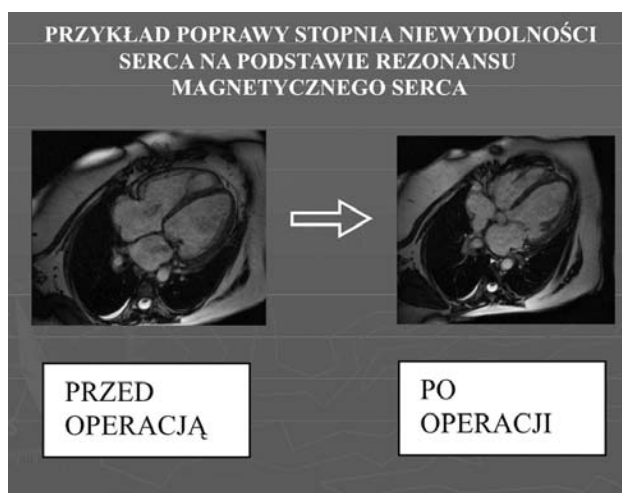 PRZYKŁAD POPRAWY STOPNIA NIEWYDOLNOŚCI
SERCA NA PODSTAWIE REZONANSU
MAGNETYCZNEGO SERCA
PRZED
OPERACJĄ
PO
OPERACJI